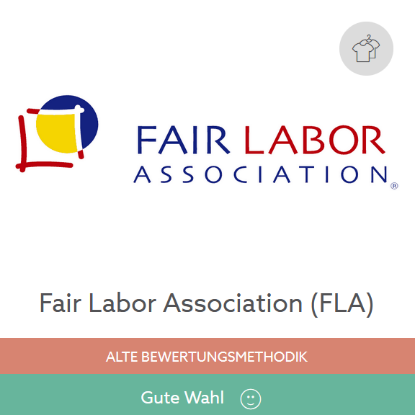 FAIR LABOR
ASSOCIATION®
Fair Labor Association (FLA)
ALTE BEWERTUNGSMETHODIK
Gute Wahl